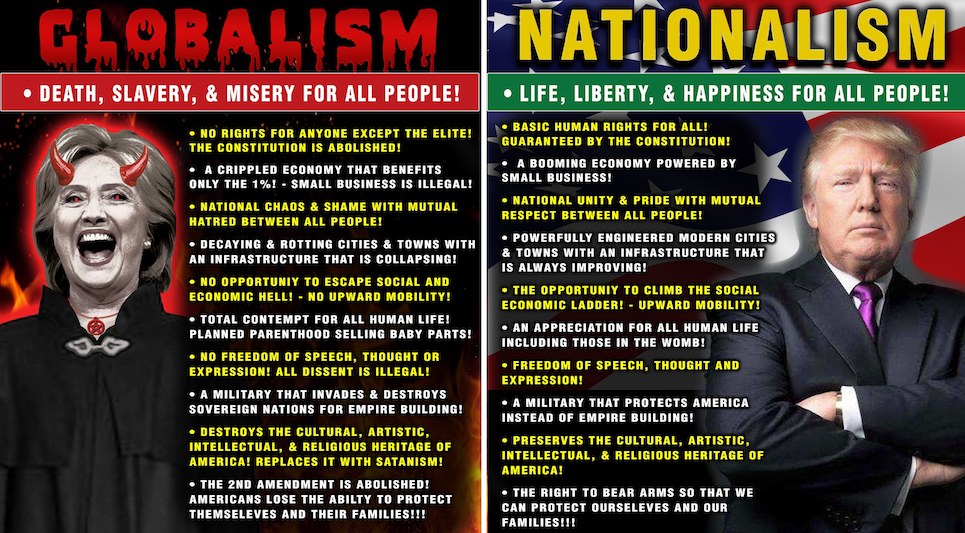 GLOBALISM
• DEATH, SLAVERY, & MISERY FOR ALL PEOPLE!
• NO RIGHTS FOR ANYONE EXCEPT THE ELITE!
THE CONSTITUTION IS ABOLISHED!
• A CRIPPLED ECONOMY THAT BENEFITS
ONLY THE 1%! - SMALL BUSINESS IS ILLEGAL!
• NATIONAL CHAOS & SHAME WITH MUTUAL
HATRED BETWEEN ALL PEOPLE!
• DECAYING & ROTTING CITIES & TOWNS WITH
AN INFRASTRUCTURE THAT IS COLLAPSING!
• NO OPPORTUNIY TO ESCAPE SOCIAL AND
ECONOMIC HELL! - NO UPWARD MOBILITY!
• TOTAL CONTEMPT FOR ALL HUMAN LIFE!
PLANNED PARENTHOOD SELLING BABY PARTS!
• NO FREEDOM OF SPEECH, THOUGHT OR
EXPRESSION! ALL DISSENT IS ILLEGAL!
• A MILITARY THAT INVADES & DESTROYS
SOVEREIGN NATIONS FOR EMPIRE BUILDING!
• DESTROYS THE CULTURAL, ARTISTIC,
INTELLECTUAL, & RELIGIOUS HERITAGE OF
AMERICA! REPLACES IT WITH SATANISM!
• THE 2ND AMENDMENT IS ABOLISHED!
AMERICANS LOSE THE ABILTY TO PROTECT
THEMSELEVES AND THEIR FAMILIES!!!
NATIONALISM
• LIFE, LIBERTY, & HAPPINESS FOR ALL PEOPLE!
• BASIC HUMAN RIGHTS FOR ALL!
GUARANTEED BY THE CONSTITUTION!
• A BOOMING ECONOMY POWERED BY
SMALL BUSINESS!
• NATIONAL UNITY & PRIDE WITH MUTUAL
RESPECT BETWEEN ALL PEOPLE!
• POWERFULLY ENGINEERED MODERN CITIES
& TOWNS WITH AN INFRASTRUCTURE THAT
IS ALWAYS IMPROVING!
• THE OPPORTUNIY TO CLIMB THE SOCIAL
ECONOMIC LADDER! - UPWARD MOBILITY!
• AN APPRECIATION FOR ALL HUMAN LIFE
INCLUDING THOSE IN THE WOMB!
• FREEDOM OF SPEECH, THOUGHT AND
EXPRESSION!
• A MILITARY THAT PROTECTS AMERICA
INSTEAD OF EMPIRE BUILDING!
• PRESERVES THE CULTURAL, ARTISTIC,
INTELLECTUAL, & RELIGIOUS HERITAGE OF
AMERICA!
• THE RIGHT TO BEAR ARMS SO THAT WE
CAN PROTECT OURSELEVES AND OUR
FAMILIES!!!